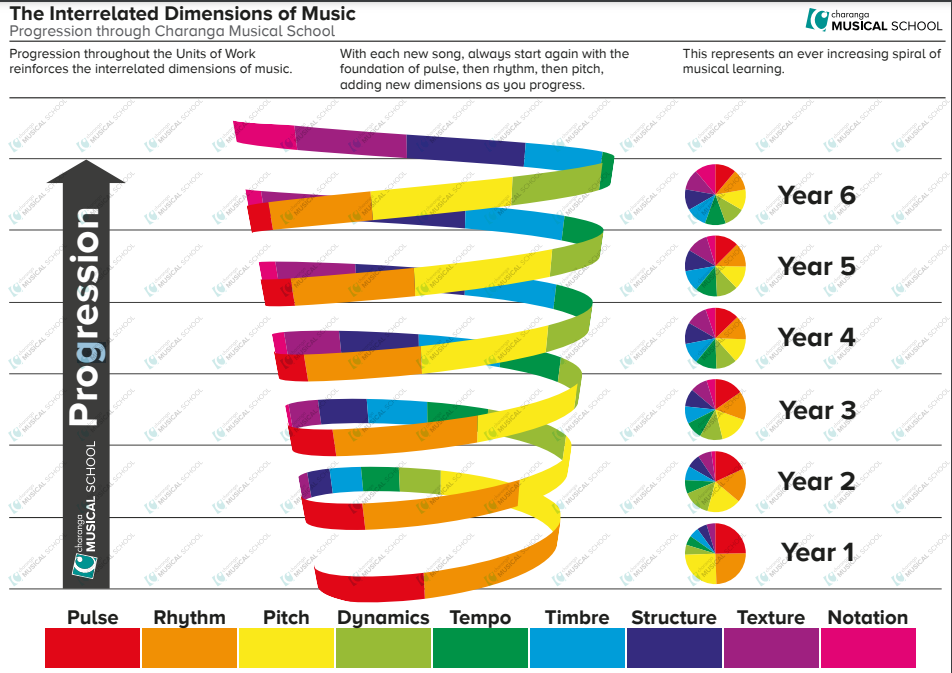 The Interrelated Dimensions of Music
Progression through Charanga Musical School
charanga
MUSICAL SCHOOL
Progression throughout the Units of Work
reinforces the interrelated dimensions of music.
With each new song, always start again with the
foundation of pulse, then rhythm, then pitch,
adding new dimensions as you progress.
This represents an ever increasing spiral of
musical learning.
Progression
charanga
MUSICAL SCHOOL
Year 6
Year 5
Year 4
Year 3
Year 2
Year 1
Pulse Rhythm Pitch Dynamics Tempo Timbre Structure Texture Notation